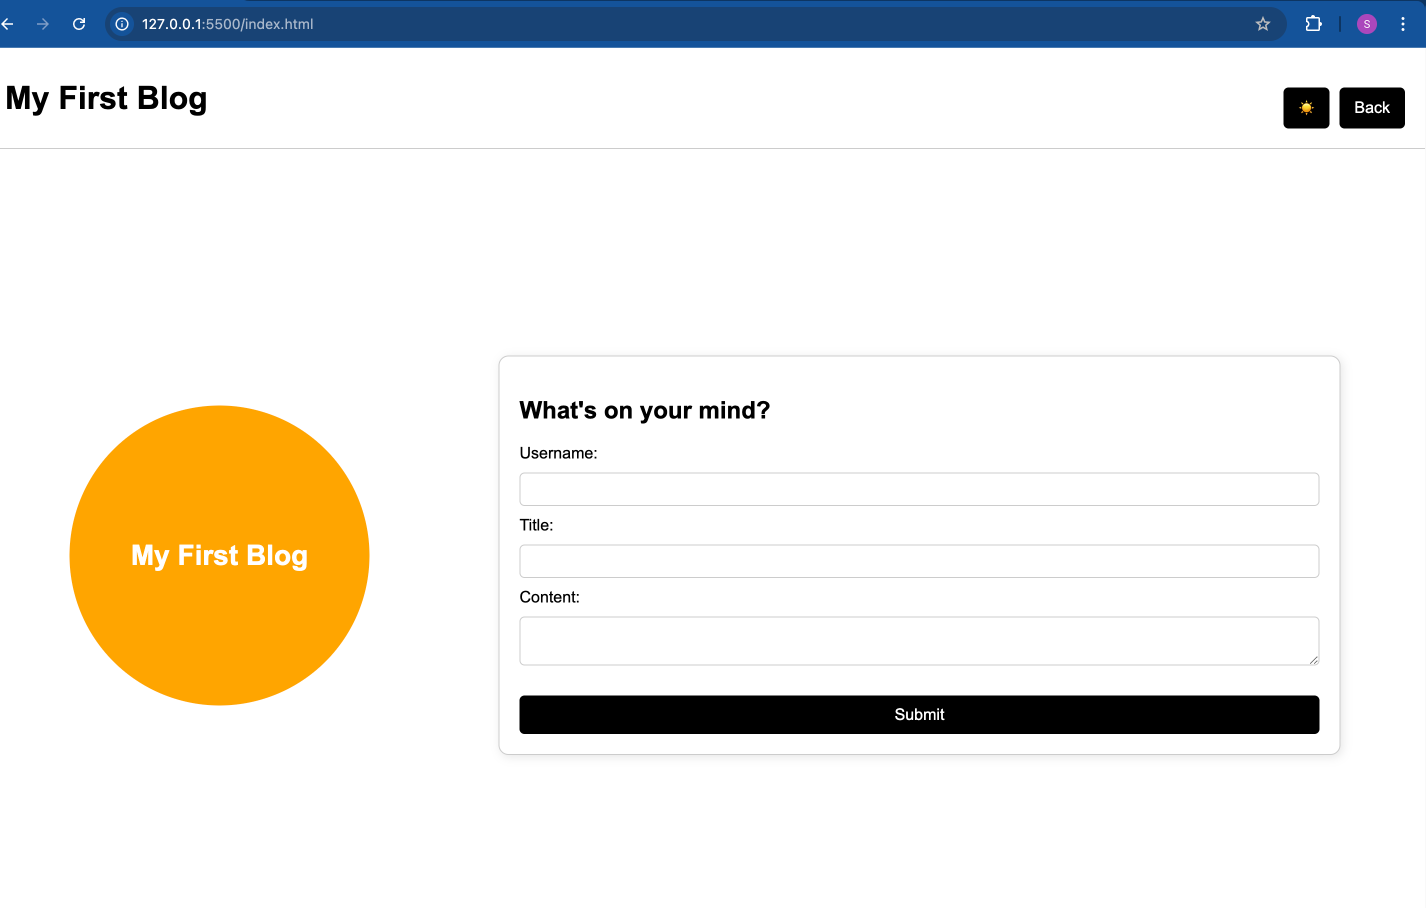 127.0.0.1:5500/index.html
S
My First Blog
Back
My First Blog
What's on your mind?
Username:
Title:
Content:
Submit